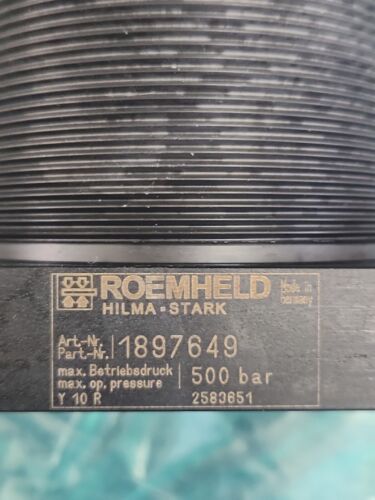 ROEMHELD
HILMA • STARK
Made in
Germany
Art.-Nr.
Part.-Nr. 1897649
max. Betriebsdruck
max. op. pressure 500 bar
Y 10 R 2583651